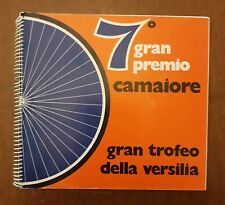 7°
gran
premio
camaiore
gran trofeo
della versilia